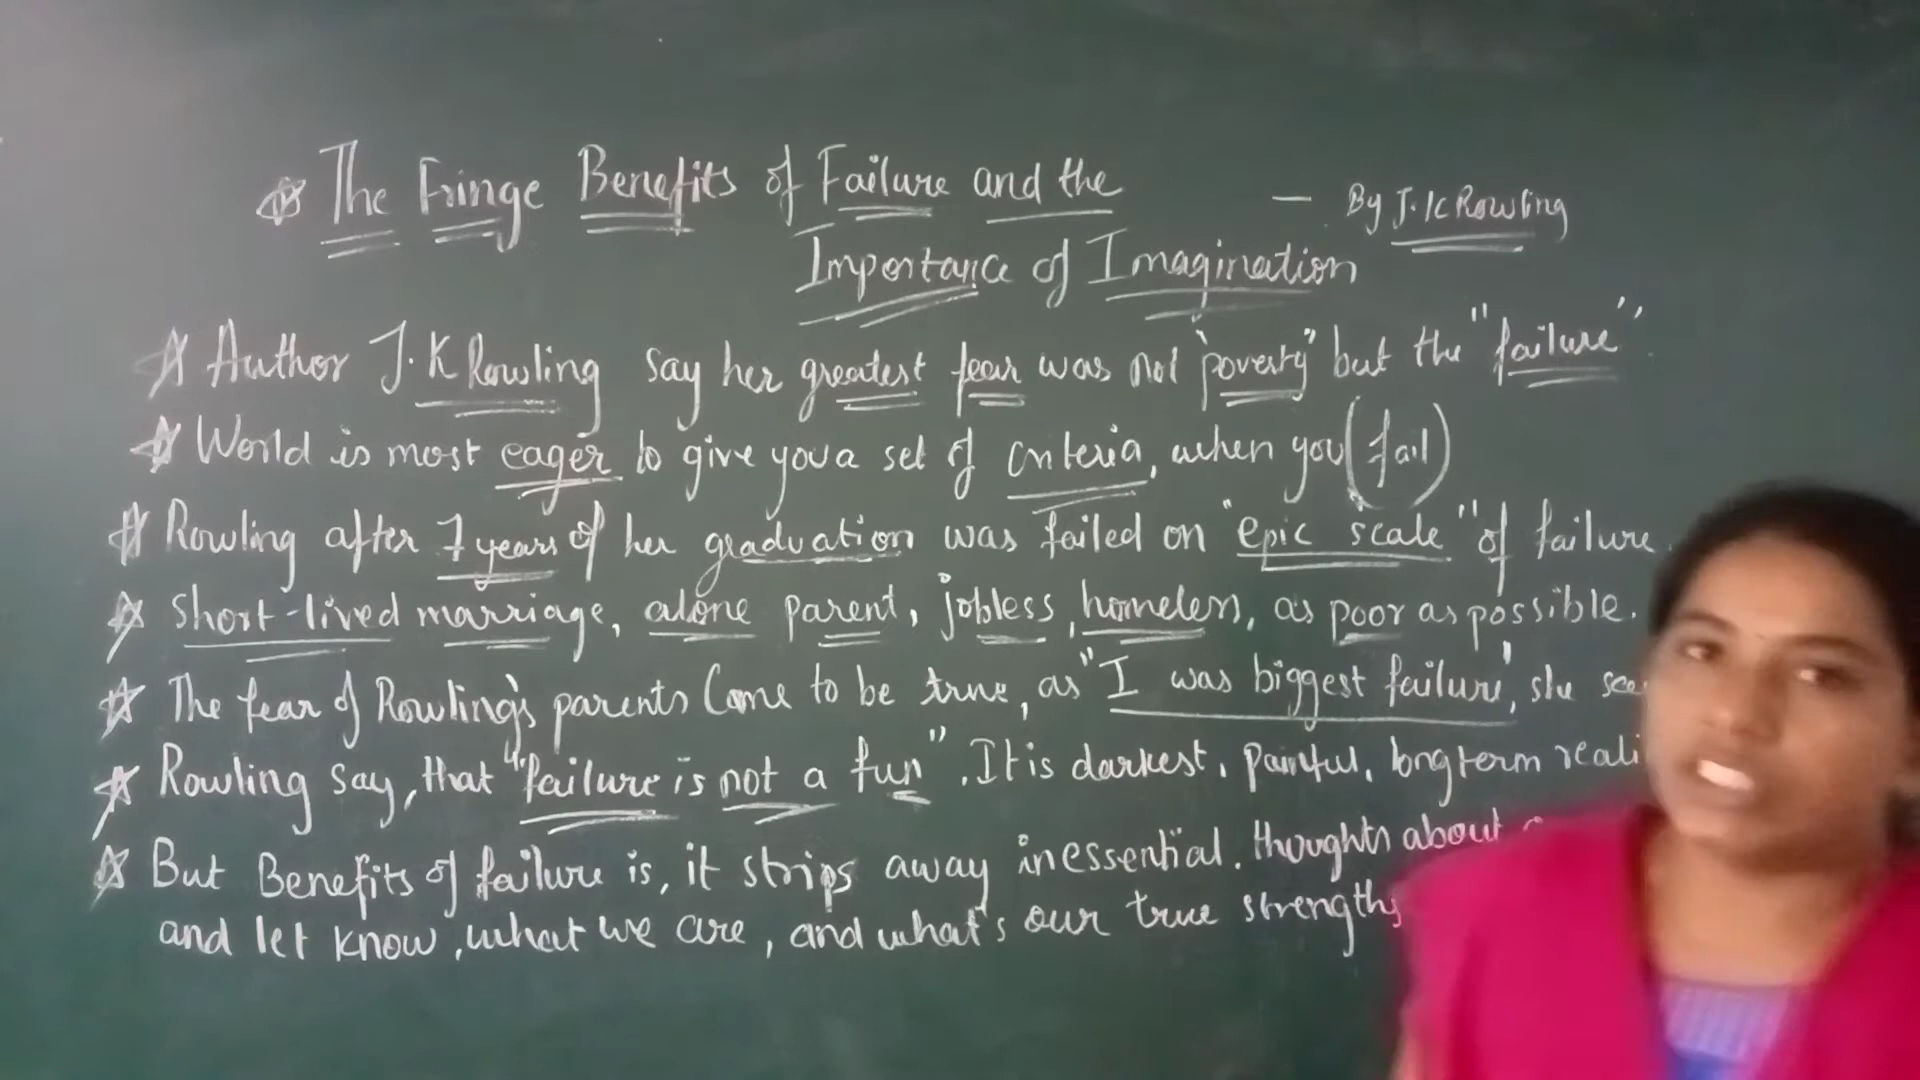 The Fringe Benefits of Failure and the
Importance of Imagination
— By J.K Rowling
Author J.K Rowling say her greatest fear was not "poverty" but the "failure".
World is most eager to give you a set of criteria, when you (fail)
Rowling after 7 years of her graduation was failed on "epic scale" of failure.
Short-lived marriage, alone parent, jobless, homeless, as poor as possible.
The fear of Rowling's parents Come to be true, as "I was biggest failure", she
Rowling say, that "failure is not a fun". It is darkest, painful, longterm
But Benefits of failure is, it strips away inessential. thoughts about
and let know, what we are, and what's our true strengths